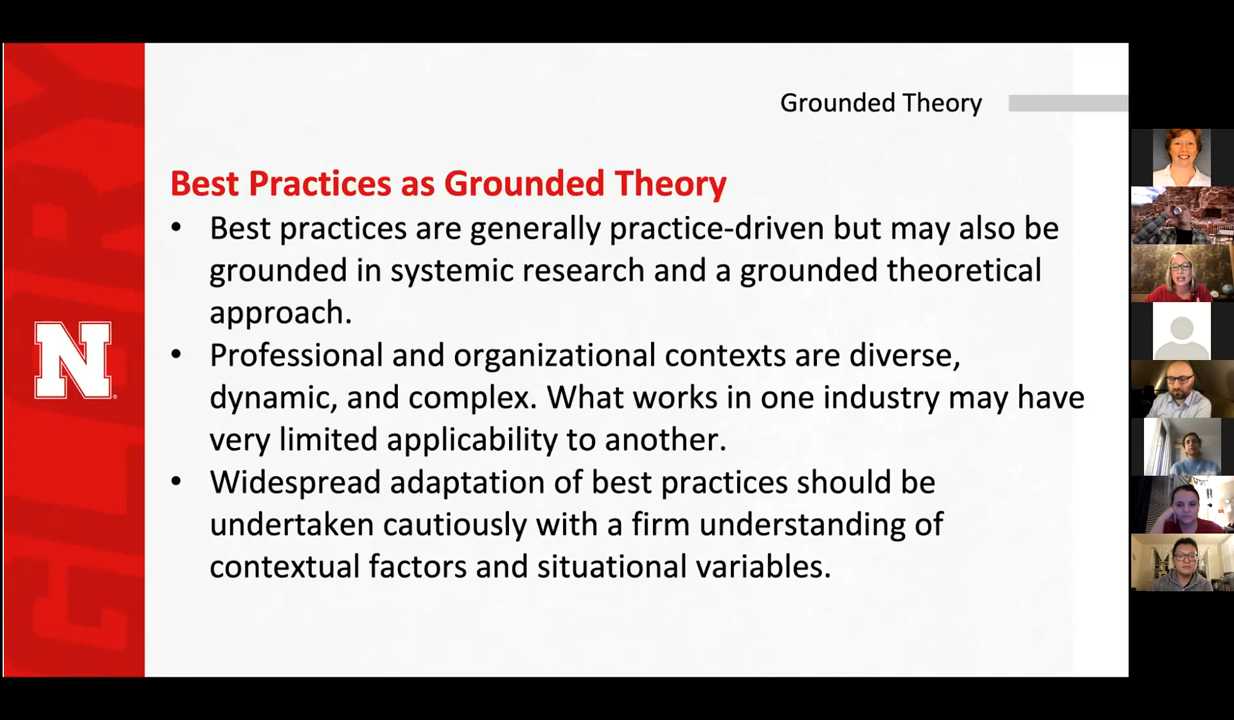 Grounded Theory
Best Practices as Grounded Theory
• Best practices are generally practice-driven but may also be
grounded in systemic research and a grounded theoretical
approach.
• Professional and organizational contexts are diverse,
dynamic, and complex. What works in one industry may have
very limited applicability to another.
• Widespread adaptation of best practices should be
undertaken cautiously with a firm understanding of
contextual factors and situational variables.
GLORY
N